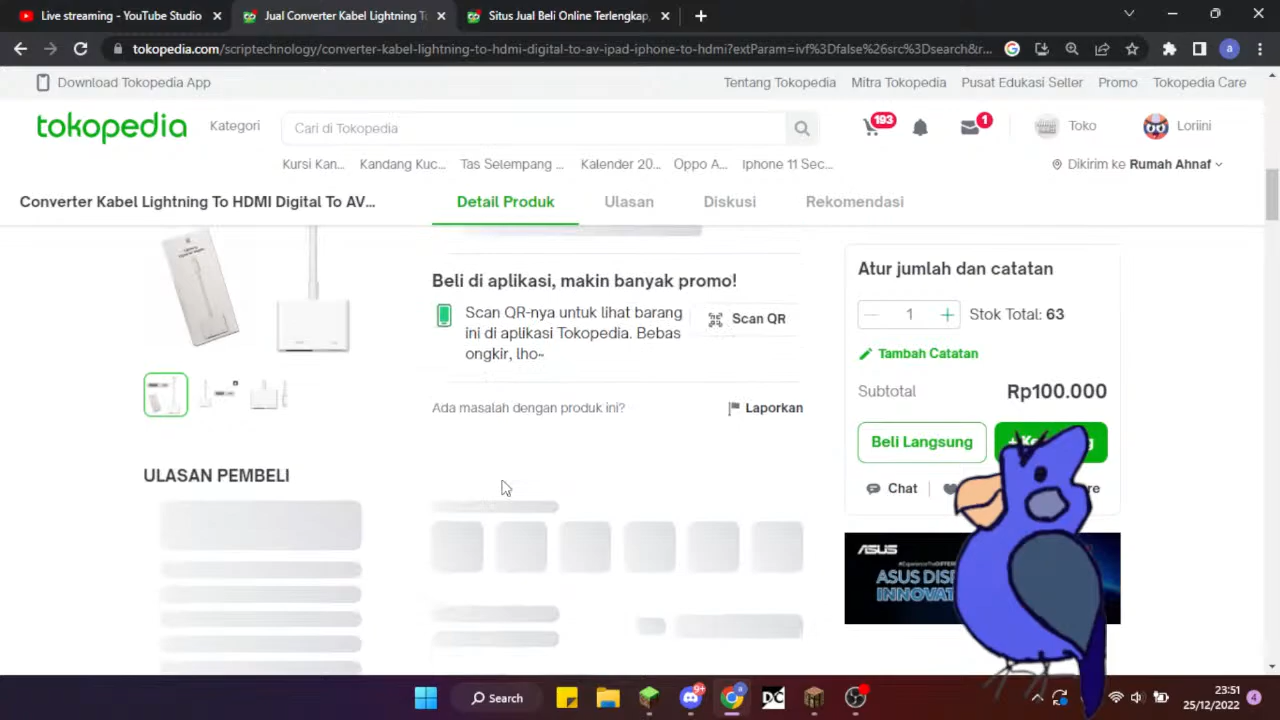 Live streaming - YouTube Studio
Jual Converter Kabel Lightning To
Situs Jual Beli Online Terlengkap,
tokopedia.com/scriptechnology/converter-kabel-lightning-to-hdmi-digital-to-av-ipad-iphone-to-hdmi?extParam=ivf%3Dfalse%26src%3Dsearch&r...
a
Download Tokopedia App
Tentang Tokopedia
Mitra Tokopedia
Pusat Edukasi Seller
Promo
Tokopedia Care
tokopedia
Kategori
Cari di Tokopedia
193
1
Toko
Loriini
Kursi Kan...
Kandang Kuc...
Tas Selempang ...
Kalender 20...
Oppo A...
Iphone 11 Sec...
Dikirim ke Rumah Ahnaf
Converter Kabel Lightning To HDMI Digital To AV...
Detail Produk
Ulasan
Diskusi
Rekomendasi
Beli di aplikasi, makin banyak promo!
Scan QR-nya untuk lihat barang
ini di aplikasi Tokopedia. Bebas
ongkir, lho~
Scan QR
Ada masalah dengan produk ini?
Laporkan
Atur jumlah dan catatan
1
Stok Total: 63
Tambah Catatan
Subtotal
Rp100.000
Beli Langsung
Chat
ULASAN PEMBELI
ASUS
ASUS
Search
9+
a
DC
23:51
25/12/2022
4